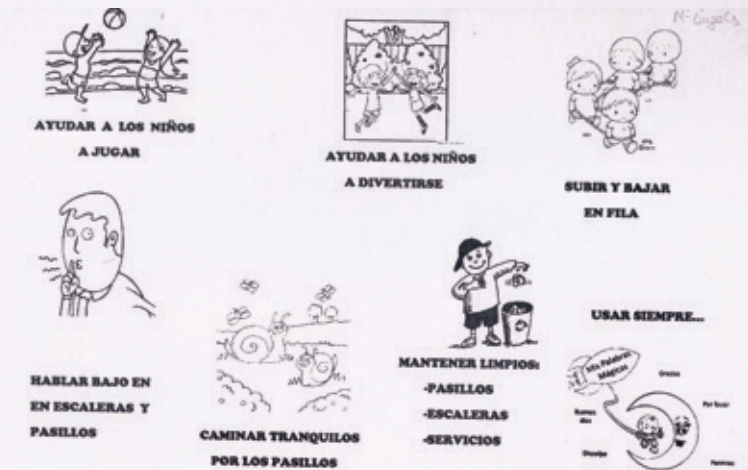 AYUDAR A LOS NIÑOS
A JUGAR
AYUDAR A LOS NIÑOS
A DIVERTIRSE
SUBIR Y BAJAR
EN FILA
HABLAR BAJO EN
EN ESCALERAS Y
PASILLOS
CAMINAR TRANQUILOS
POR LOS PASILLOS
MANTENER LIMPIOS:
-PASILLOS
-ESCALERAS
-SERVICIOS
USAR SIEMPRE...
Mis Palabras
Mágicas
Gracias
Por favor
Buenos
días
Disculpa